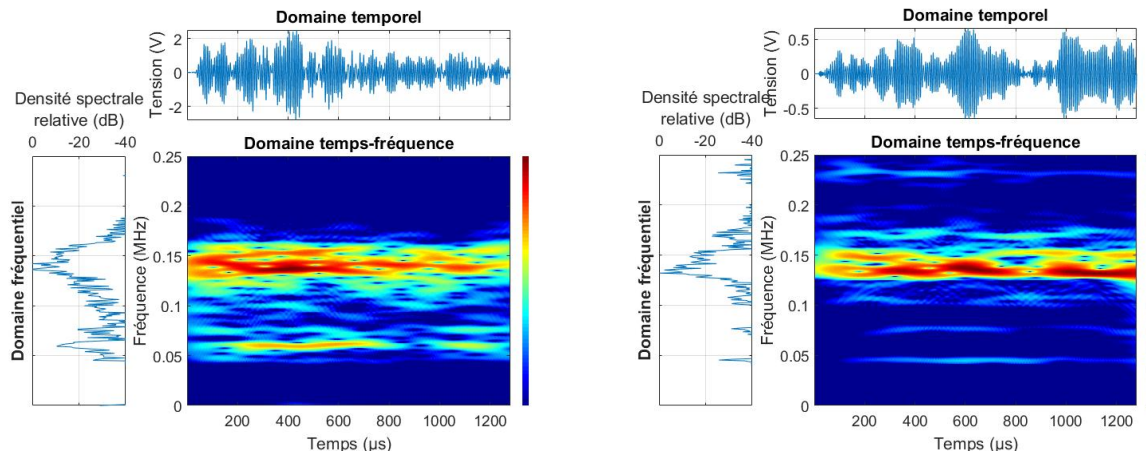 Domaine temporel
Tension (V)
2
0
-2
Densité spectrale
relative (dB)
0 -20 -40
Domaine temps-fréquence
Domaine fréquentiel
Fréquence (MHz)
0.25
0.2
0.15
0.1
0.05
0
200 400 600 800 1000 1200
Temps (µs)
Domaine temporel
Tension (V)
0.5
0
-0.5
Densité spectrale
relative (dB)
0 -20 -40
Domaine temps-fréquence
Domaine fréquentiel
Fréquence (MHz)
0.25
0.2
0.15
0.1
0.05
0
200 400 600 800 1000 1200
Temps (µs)